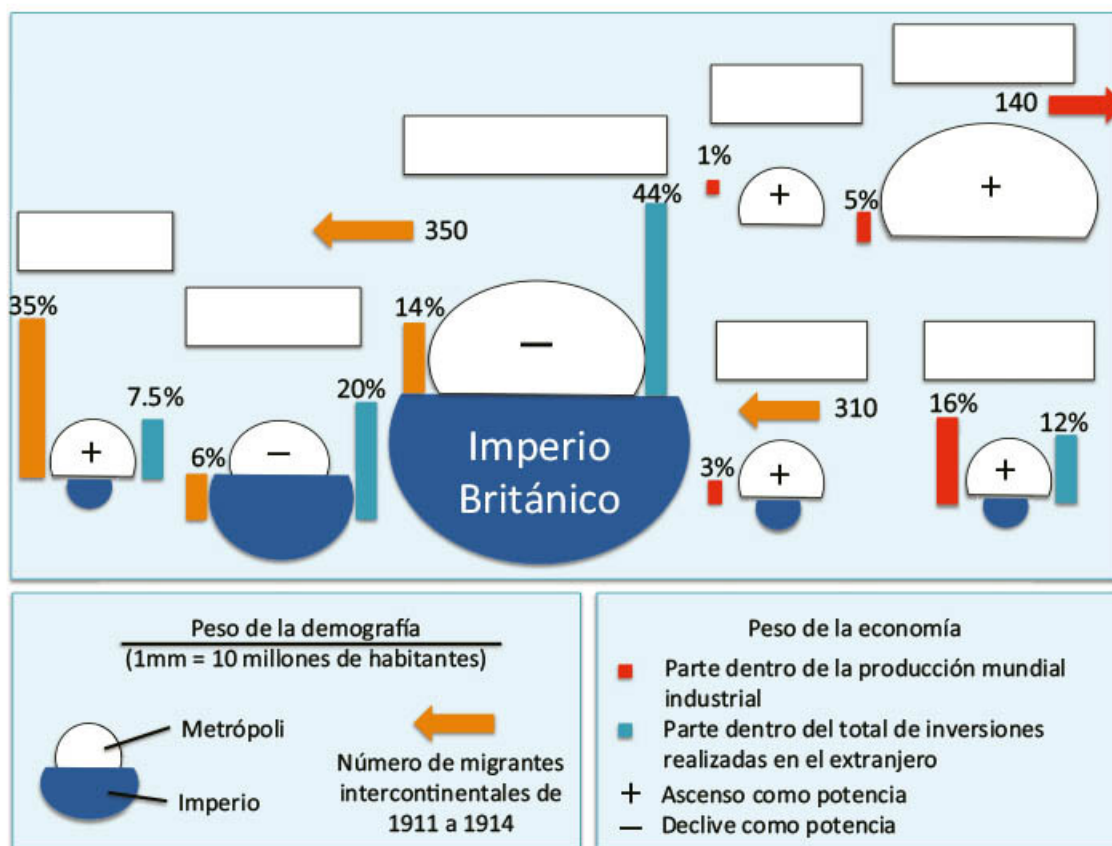 140
1%
44%
+
5%
+
350
35%
14%
–
7.5%
20%
310
16%
12%
+
6%
–
Imperio
Británico
3%
+
+
Peso de la demografía
(1mm = 10 millones de habitantes)
Metrópoli
Imperio
Número de migrantes
intercontinentales de
1911 a 1914
Peso de la economía
Parte dentro de la producción mundial
industrial
Parte dentro del total de inversiones
realizadas en el extranjero
+ Ascenso como potencia
– Declive como potencia